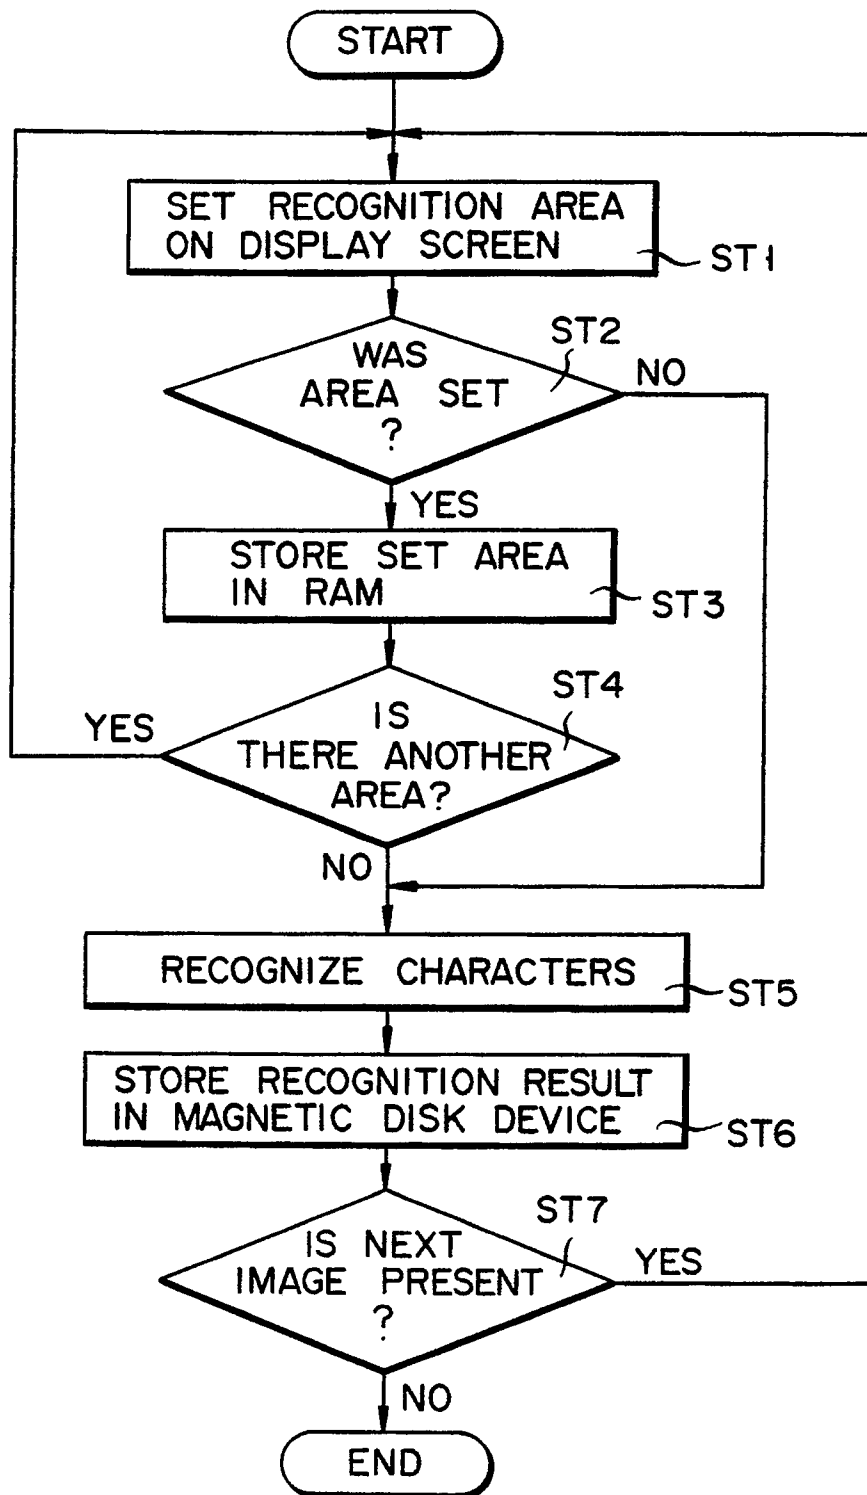 START
SET RECOGNITION AREA
ON DISPLAY SCREEN
ST1
ST2
WAS
AREA SET
?
NO
YES
STORE SET AREA
IN RAM
ST3
ST4
YES
IS
THERE ANOTHER
AREA?
NO
RECOGNIZE CHARACTERS
ST5
STORE RECOGNITION RESULT
IN MAGNETIC DISK DEVICE
ST6
ST7
IS NEXT
IMAGE PRESENT
?
YES
NO
END